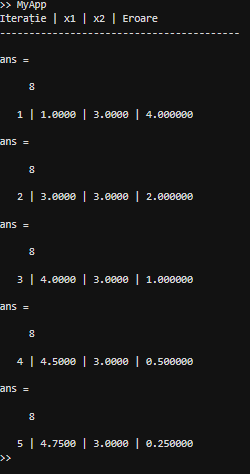 >> MyApp
Iterație | x1 | x2 | Eroare
----------------------------------------
ans =
8
1 | 1.0000 | 3.0000 | 4.000000
ans =
8
2 | 3.0000 | 3.0000 | 2.000000
ans =
8
3 | 4.0000 | 3.0000 | 1.000000
ans =
8
4 | 4.5000 | 3.0000 | 0.500000
ans =
8
5 | 4.7500 | 3.0000 | 0.250000
>>